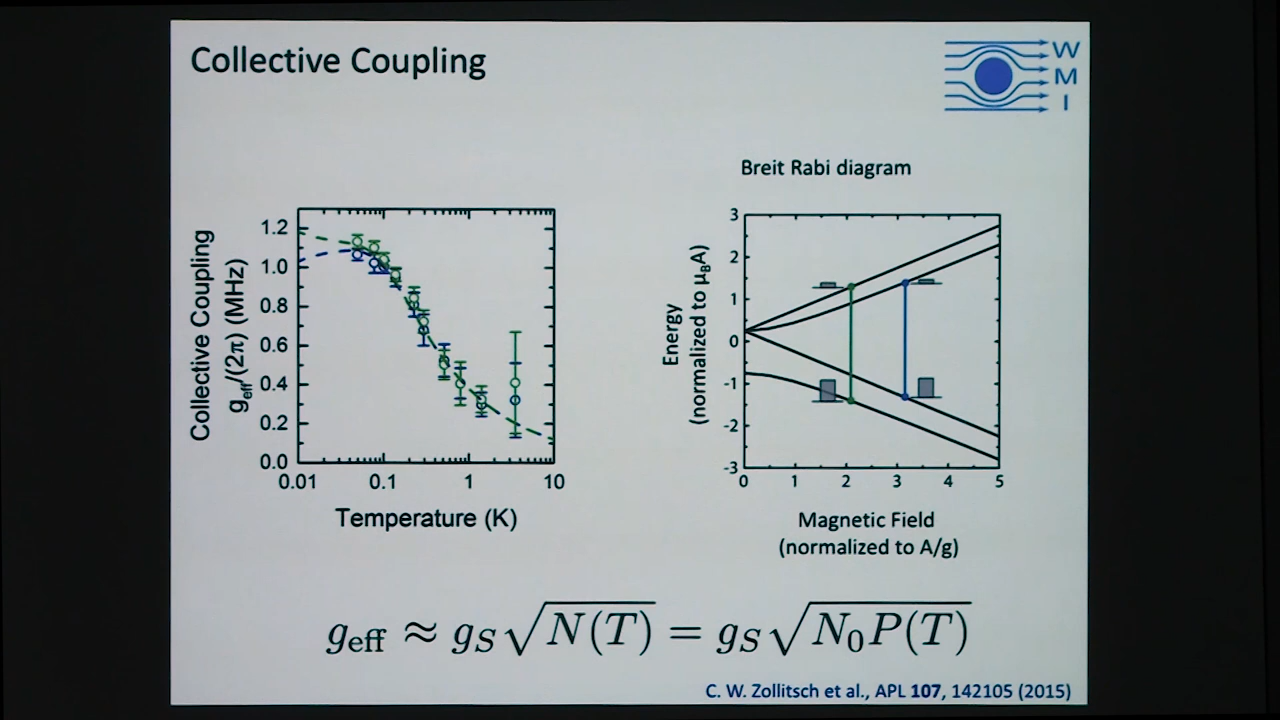 Collective Coupling
W
M
I
Breit Rabi diagram
Collective Coupling
g_eff/(2π) (MHz)
1.2
1.0
0.8
0.6
0.4
0.2
0.0
0.01 0.1 1 10
Temperature (K)
Energy
(normalized to μ_BA)
3
2
1
0
-1
-2
-3
0 1 2 3 4 5
Magnetic Field
(normalized to A/g)
g_eff ≈ g_S√N(T) = g_S√N_0P(T)
C. W. Zollitsch et al., APL 107, 142105 (2015)